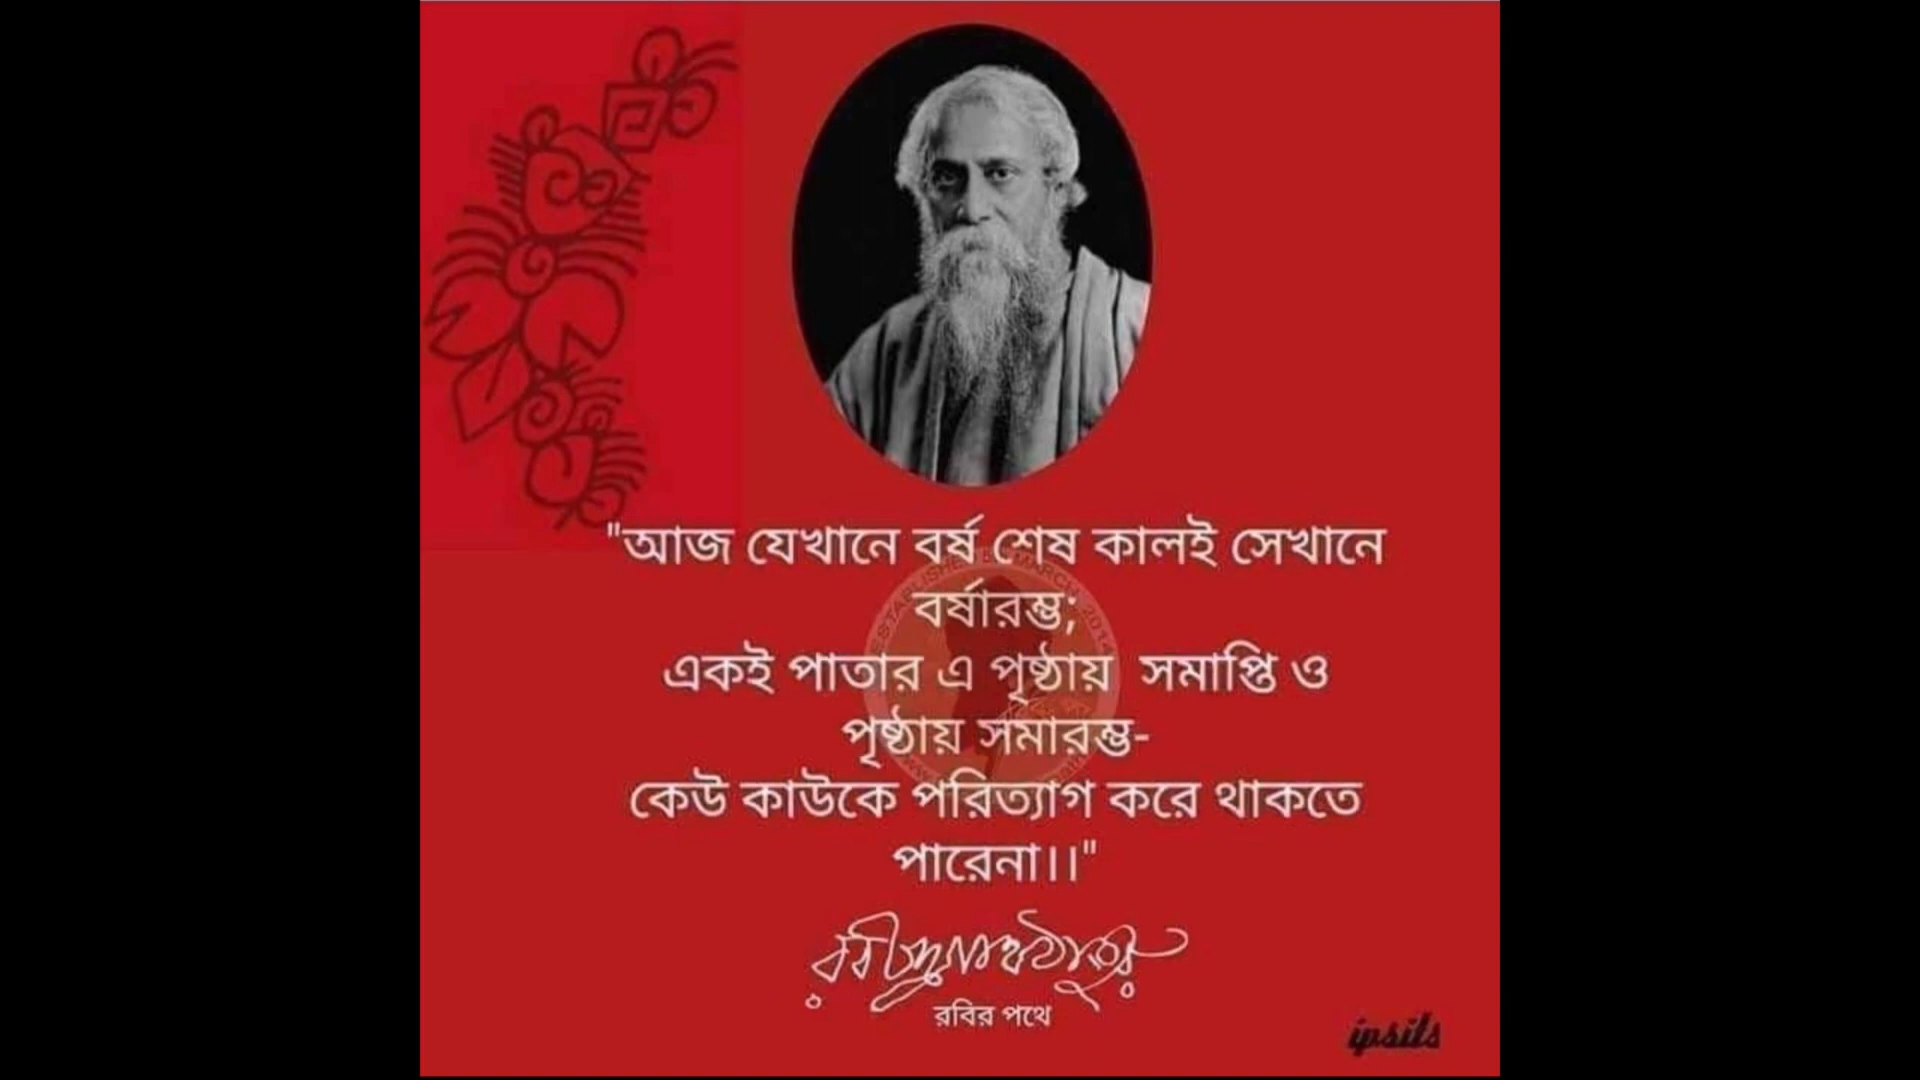 "আজ যেখানে বর্ষ শেষ কালই সেখানে
বর্ষারম্ভ;
একই পাতার এ পৃষ্ঠায় সমাপ্তি ও
পৃষ্ঠায় সমারম্ভ-
কেউ কাউকে পরিত্যাগ করে থাকতে
পারেনা।।"
রবীন্দ্রনাথ ঠাকুর
রবির পথে
ipsits